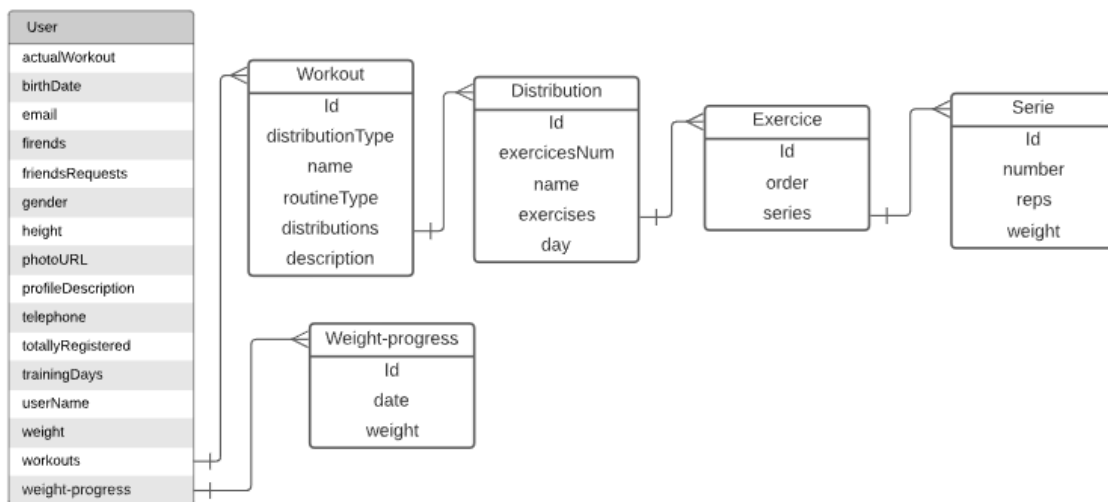 User
actualWorkout
birthDate
email
firends
friendsRequests
gender
height
photoURL
profileDescription
telephone
totallyRegistered
trainingDays
userName
weight
workouts
weight-progress
Workout
Id
distributionType
name
routineType
distributions
description
Distribution
Id
exercicesNum
name
exercises
day
Exercice
Id
order
series
Serie
Id
number
reps
weight
Weight-progress
Id
date
weight